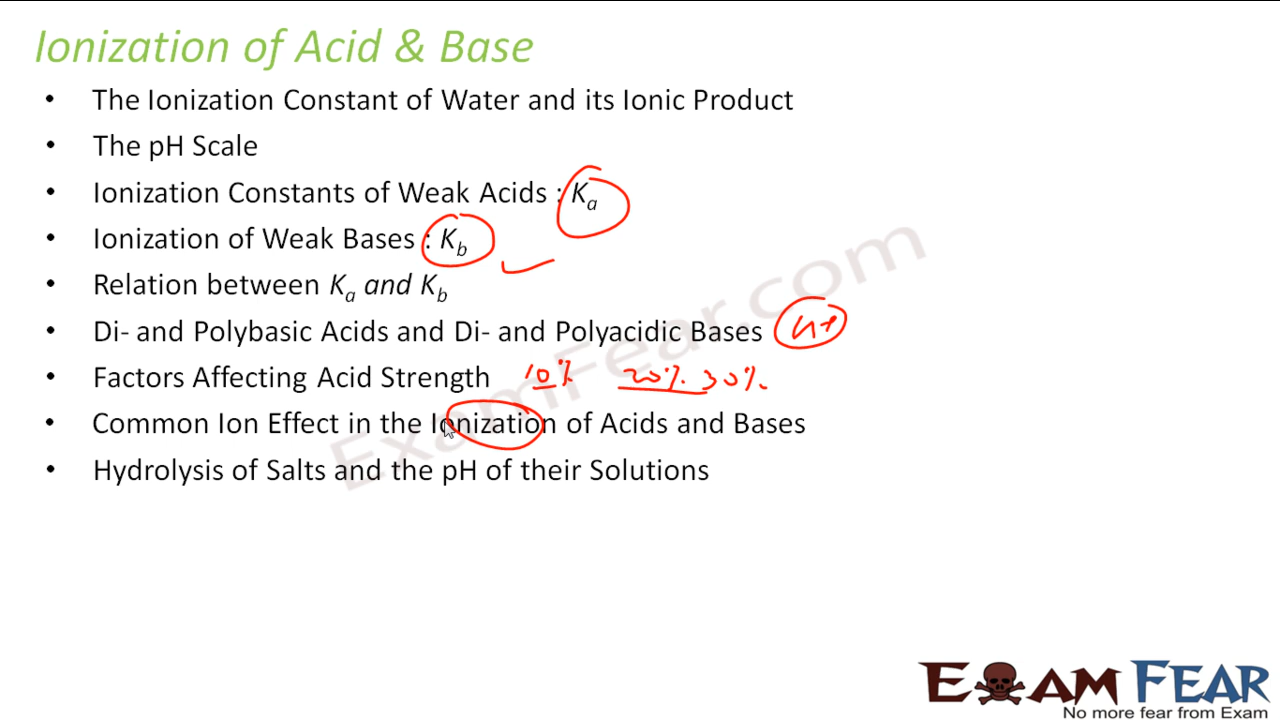 Ionization of Acid & Base
• The Ionization Constant of Water and its Ionic Product
• The pH Scale
• Ionization Constants of Weak Acids : Ka
• Ionization of Weak Bases : Kb
• Relation between Ka and Kb
• Di- and Polybasic Acids and Di- and Polyacidic Bases
• Factors Affecting Acid Strength 10% 20% 30%
• Common Ion Effect in the Ionization of Acids and Bases
• Hydrolysis of Salts and the pH of their Solutions
ExamFear.com
EXAM FEAR
No more fear from Exam